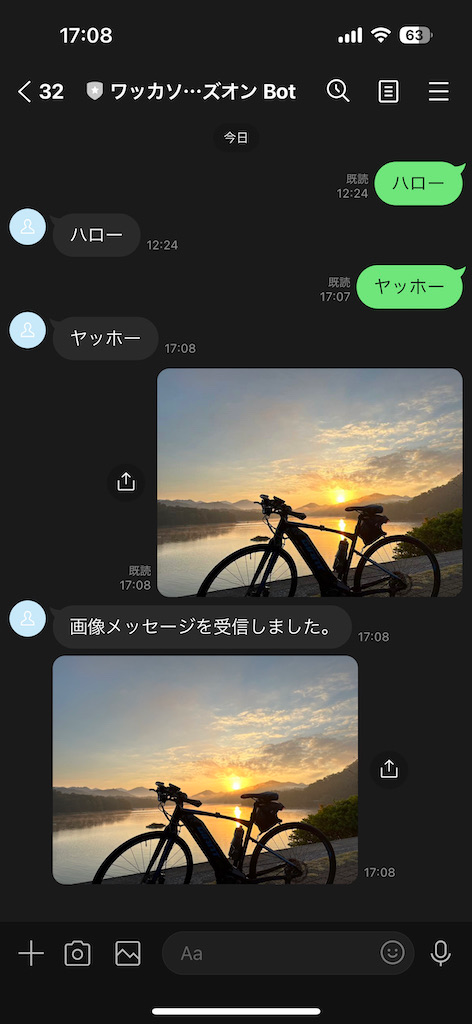 17:08
63
32
ワッカソ…ズオン Bot
今日
既読
12:24
ハロー
ハロー
12:24
既読
17:07
ヤッホー
ヤッホー
17:08
既読
17:08
画像メッセージを受信しました。
17:08
17:08
Aa